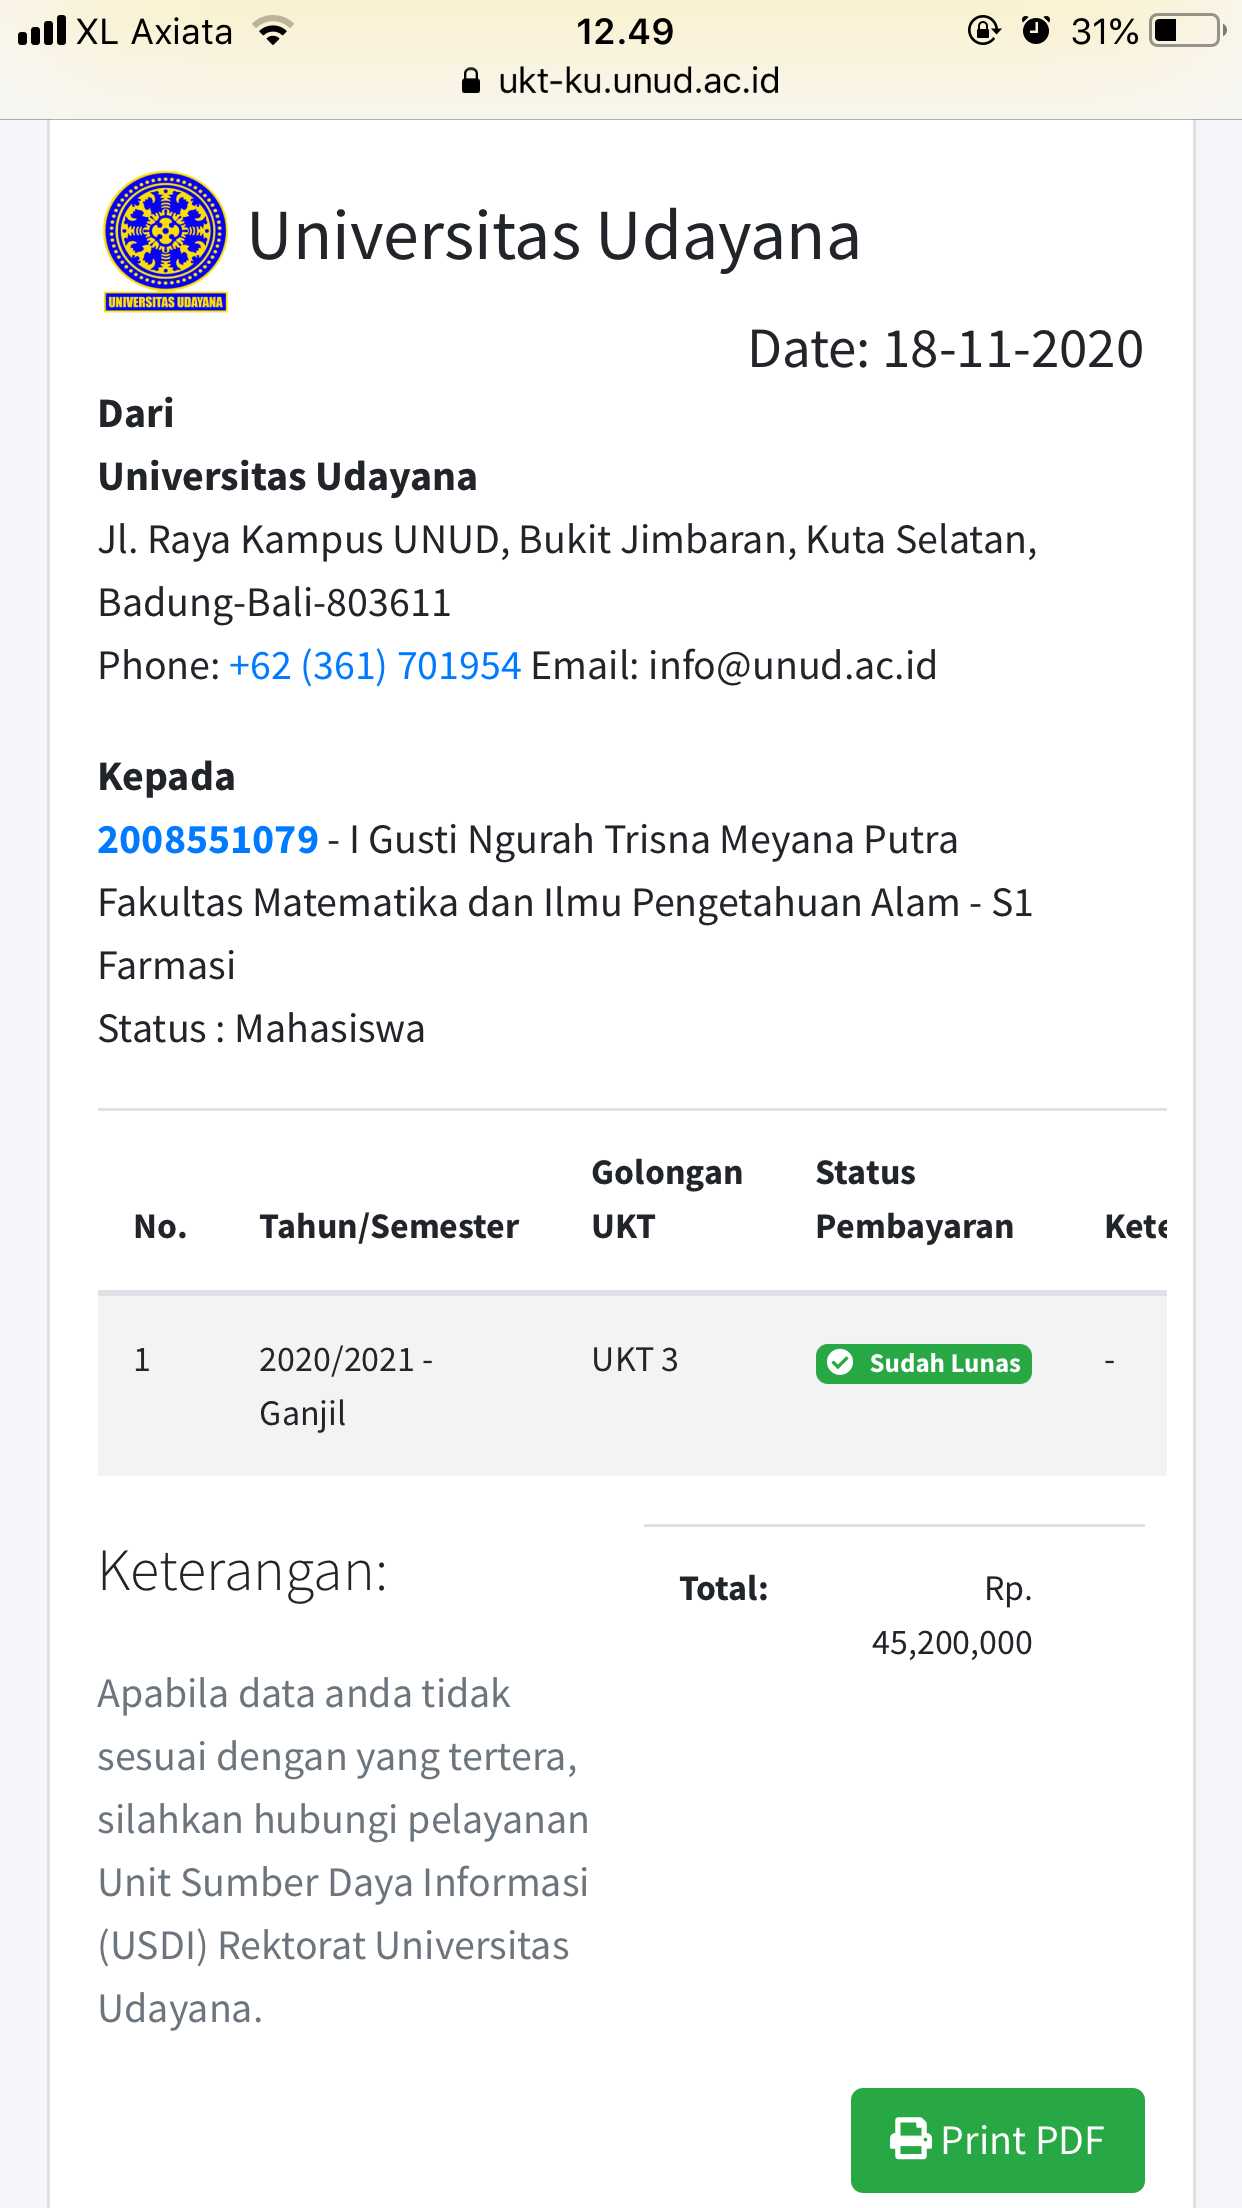 XL Axiata 12.49 31%
ukt-ku.unud.ac.id
UNIVERSITAS UDAYANA
Universitas Udayana
Date: 18-11-2020
Dari
Universitas Udayana
Jl. Raya Kampus UNUD, Bukit Jimbaran, Kuta Selatan,
Badung-Bali-803611
Phone: +62 (361) 701954 Email: info@unud.ac.id
Kepada
2008551079 - I Gusti Ngurah Trisna Meyana Putra
Fakultas Matematika dan Ilmu Pengetahuan Alam - S1
Farmasi
Status : Mahasiswa
No. Tahun/Semester Golongan UKT Status Pembayaran Kete
1 2020/2021 - Ganjil UKT 3 Sudah Lunas -
Keterangan:
Total: Rp. 45,200,000
Apabila data anda tidak
sesuai dengan yang tertera,
silahkan hubungi pelayanan
Unit Sumber Daya Informasi
(USDI) Rektorat Universitas
Udayana.
Print PDF